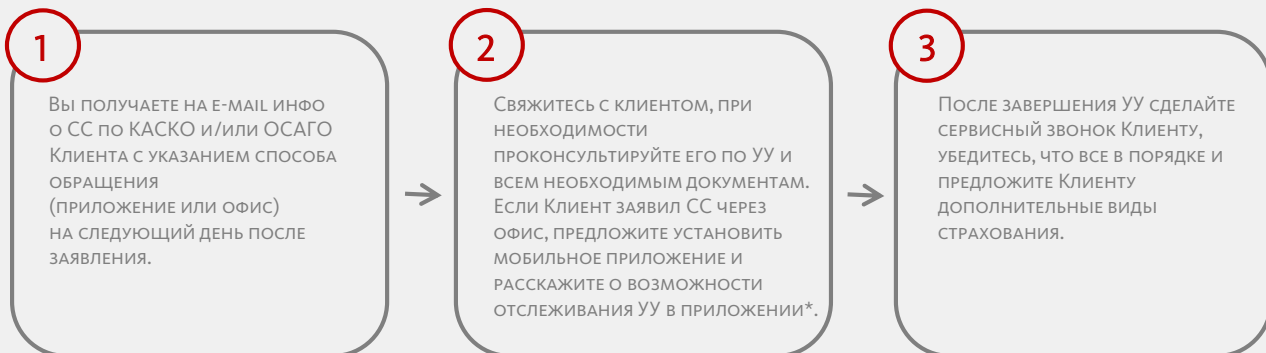 1
Вы получаете на e-mail инфо
о СС по КАСКО и/или ОСАГО
Клиента с указанием способа
обращения
(приложение или офис)
на следующий день после
заявления.
2
Свяжитесь с клиентом, при
необходимости
проконсультируйте его по УУ и
всем необходимым документам.
Если Клиент заявил СС через
офис, предложите установить
мобильное приложение и
расскажите о возможности
отслеживания УУ в приложении*.
3
После завершения УУ сделайте
сервисный звонок Клиенту,
убедитесь, что все в порядке и
предложите Клиенту
дополнительные виды
страхования.